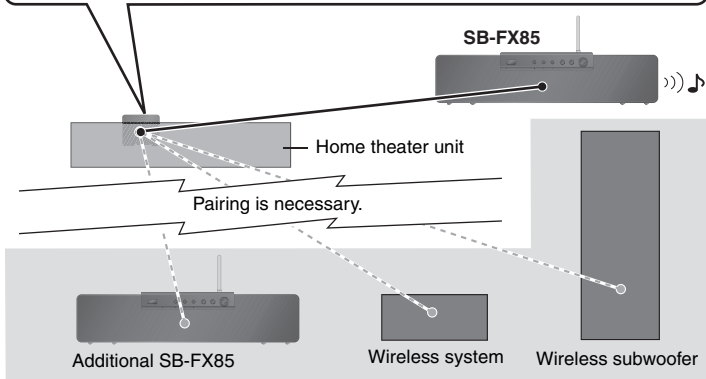 SB-FX85
Home theater unit
Pairing is necessary.
Additional SB-FX85
Wireless system
Wireless subwoofer